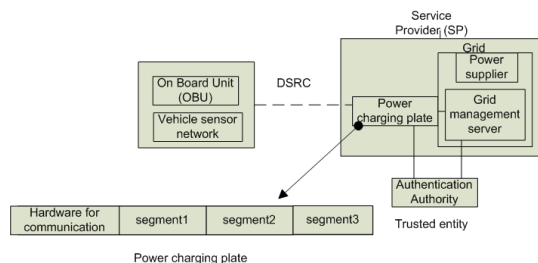 Service
Provider (SP)
Grid
Power
supplier
On Board Unit
(OBU)
DSRC
Power
charging plate
Grid
management
server
Vehicle sensor
network
Authentication
Authority
Hardware for
communication
segment1
segment2
segment3
Trusted entity
Power charging plate